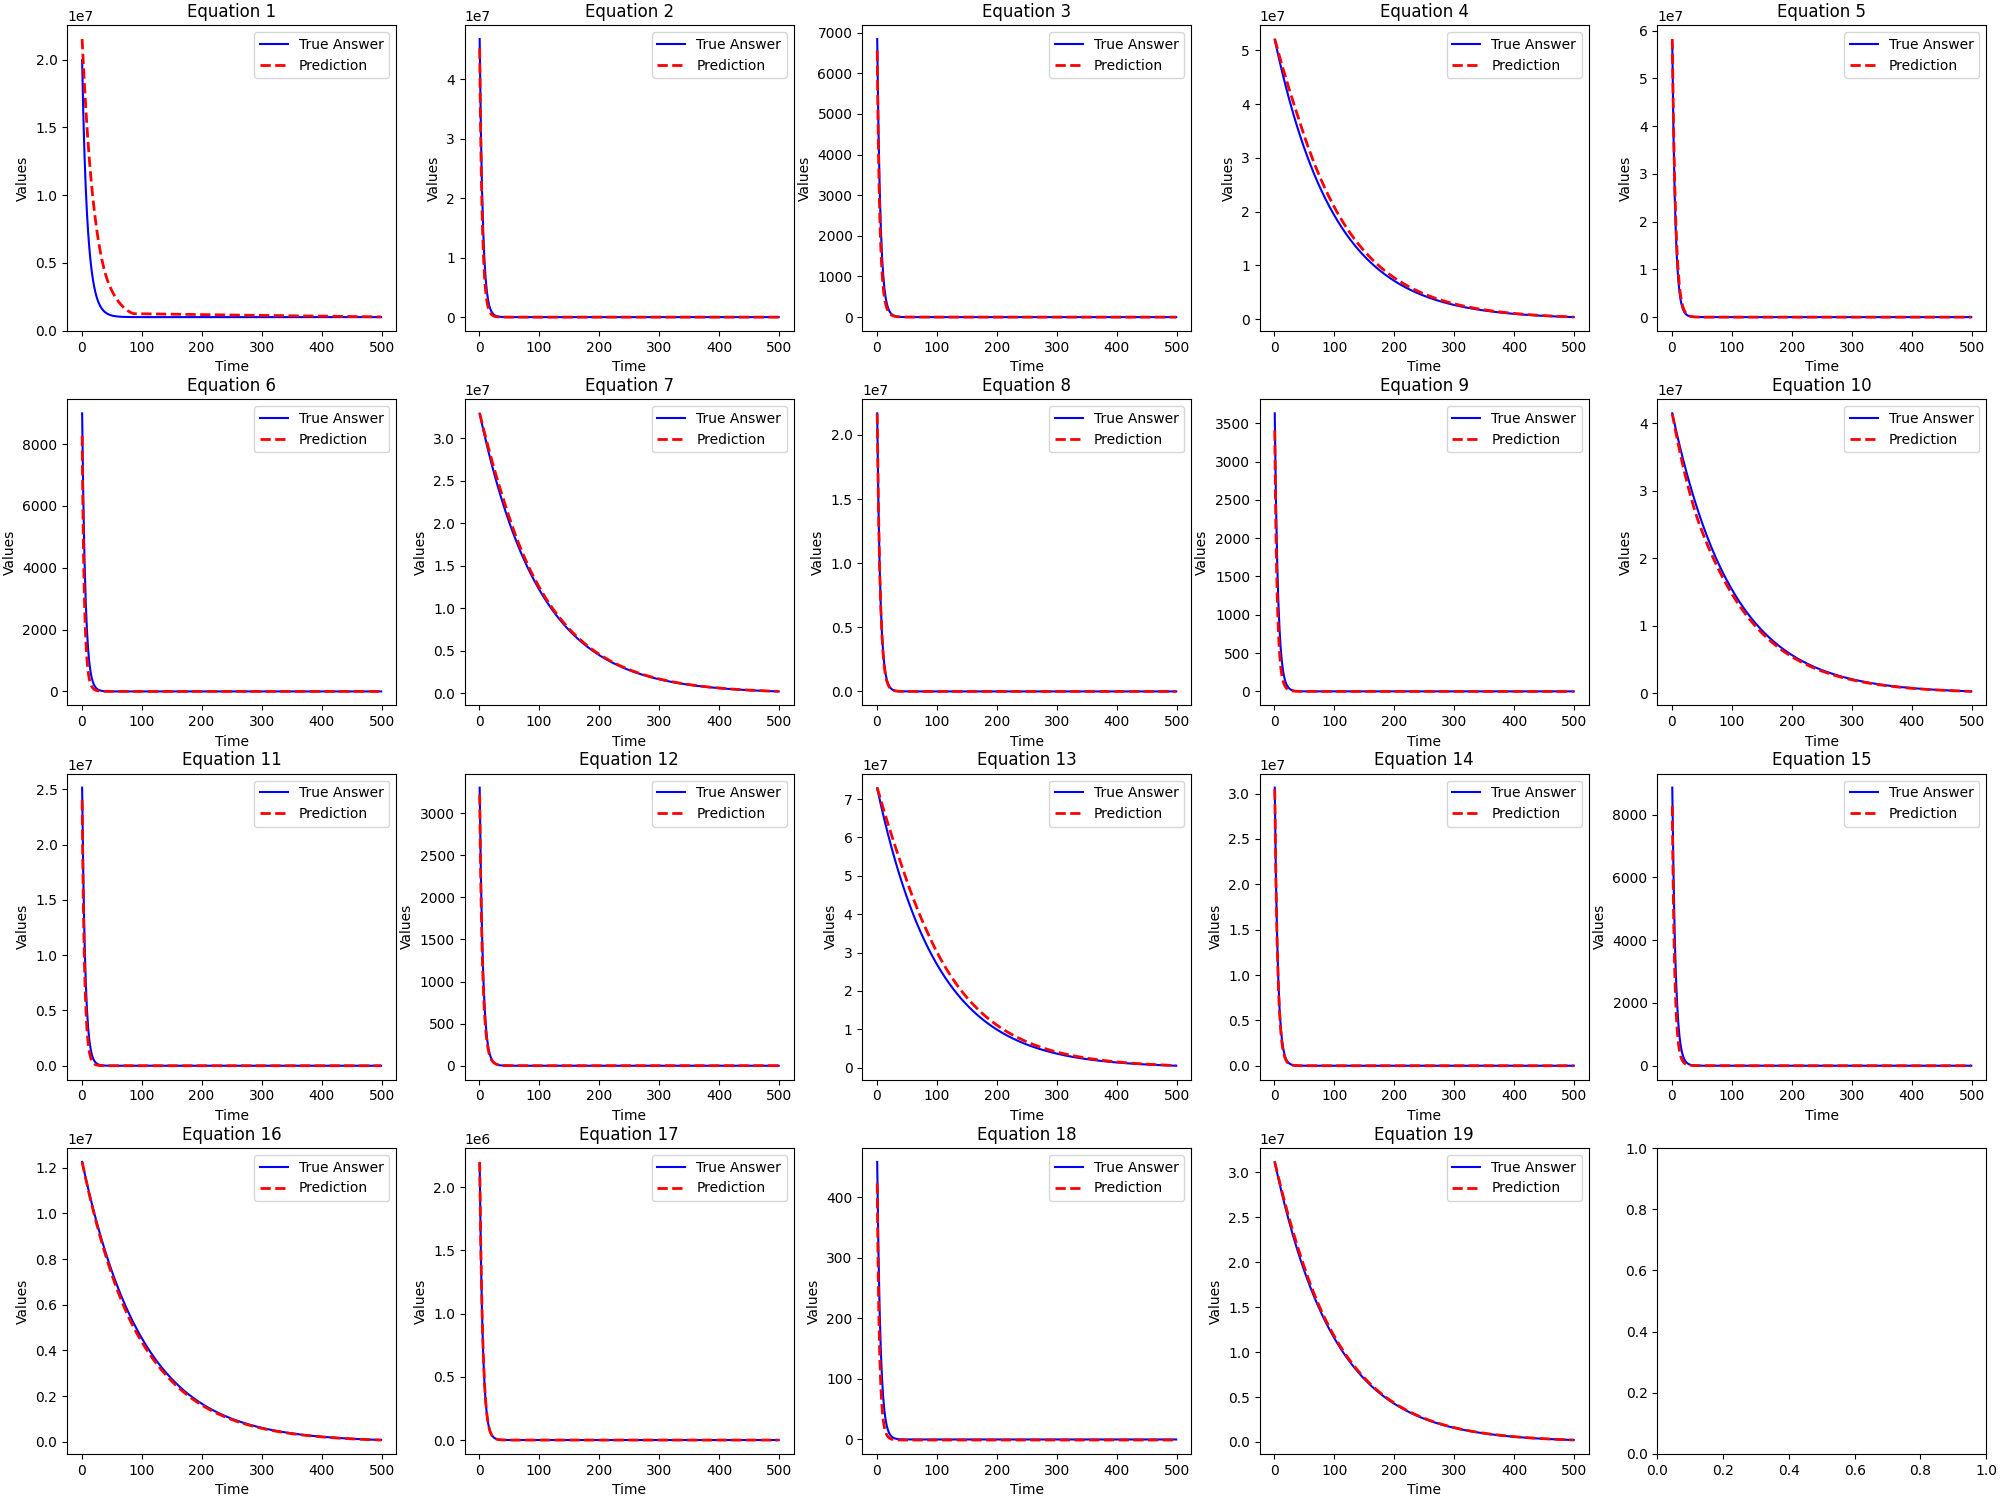 Equation 1
1e7
True Answer
Prediction
Values
2.0
1.5
1.0
0.5
0.0
0 100 200 300 400 500
Time
Equation 2
1e7
True Answer
Prediction
Values
4
3
2
1
0
0 100 200 300 400 500
Time
Equation 3
True Answer
Prediction
Values
7000
6000
5000
4000
3000
2000
1000
0
0 100 200 300 400 500
Time
Equation 4
1e7
True Answer
Prediction
Values
5
4
3
2
1
0
0 100 200 300 400 500
Time
Equation 5
1e7
True Answer
Prediction
Values
6
5
4
3
2
1
0
0 100 200 300 400 500
Time
Equation 6
True Answer
Prediction
Values
8000
6000
4000
2000
0
0 100 200 300 400 500
Time
Equation 7
1e7
True Answer
Prediction
Values
3.0
2.5
2.0
1.5
1.0
0.5
0.0
0 100 200 300 400 500
Time
Equation 8
1e7
True Answer
Prediction
Values
2.0
1.5
1.0
0.5
0.0
0 100 200 300 400 500
Time
Equation 9
True Answer
Prediction
Values
3500
3000
2500
2000
1500
1000
500
0
0 100 200 300 400 500
Time
Equation 10
1e7
True Answer
Prediction
Values
4
3
2
1
0
0 100 200 300 400 500
Time
Equation 11
1e7
True Answer
Prediction
Values
2.5
2.0
1.5
1.0
0.5
0.0
0 100 200 300 400 500
Time
Equation 12
True Answer
Prediction
Values
3000
2500
2000
1500
1000
500
0
0 100 200 300 400 500
Time
Equation 13
1e7
True Answer
Prediction
Values
7
6
5
4
3
2
1
0
0 100 200 300 400 500
Time
Equation 14
1e7
True Answer
Prediction
Values
3.0
2.5
2.0
1.5
1.0
0.5
0.0
0 100 200 300 400 500
Time
Equation 15
True Answer
Prediction
Values
8000
6000
4000
2000
0
0 100 200 300 400 500
Time
Equation 16
1e7
True Answer
Prediction
Values
1.2
1.0
0.8
0.6
0.4
0.2
0.0
0 100 200 300 400 500
Time
Equation 17
1e6
True Answer
Prediction
Values
2.0
1.5
1.0
0.5
0.0
0 100 200 300 400 500
Time
Equation 18
True Answer
Prediction
Values
400
300
200
100
0
0 100 200 300 400 500
Time
Equation 19
1e7
True Answer
Prediction
Values
3.0
2.5
2.0
1.5
1.0
0.5
0.0
0 100 200 300 400 500
Time
1.0
0.8
0.6
0.4
0.2
0.0
0.0 0.2 0.4 0.6 0.8 1.0